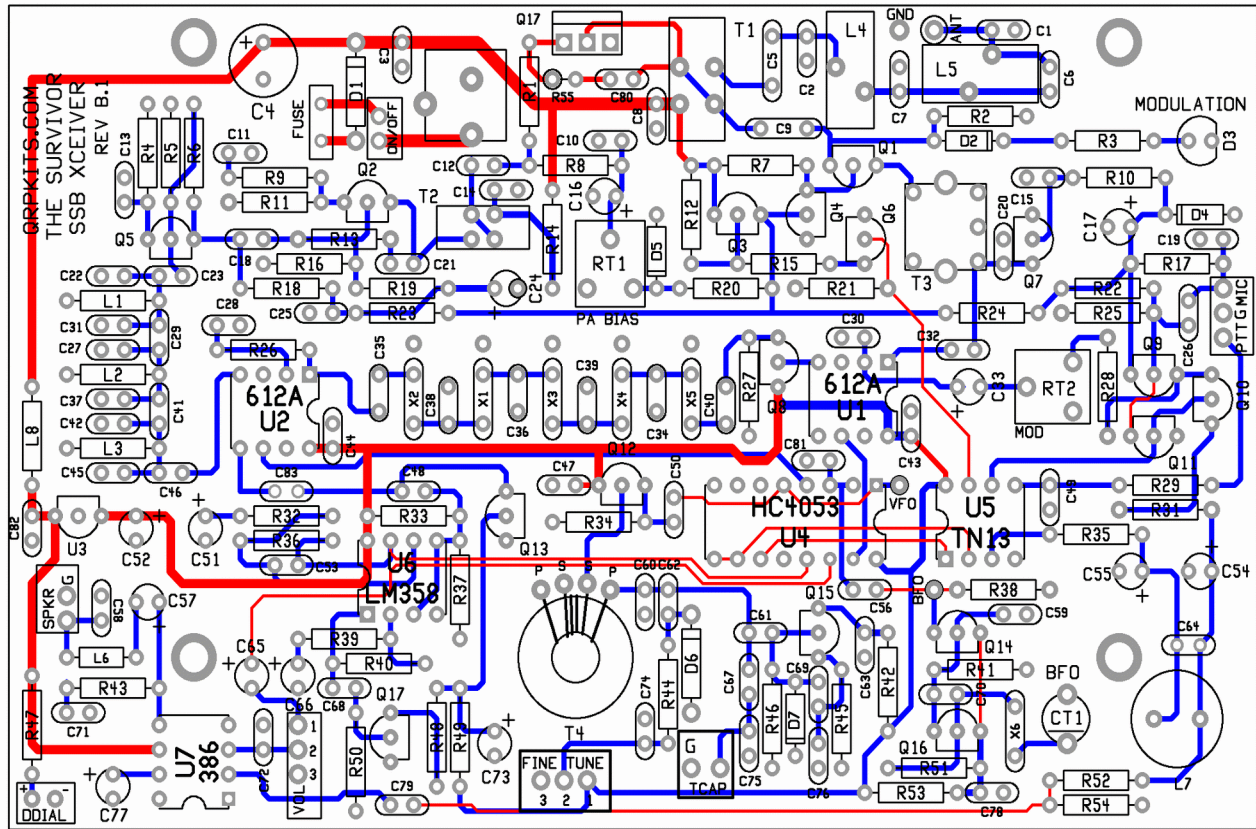 QRPKITS.COM
THE SURVIVOR
SSB XCEIVER
REV B.1
C4
FUSE
D1
ON/OFF
C3
Q17
R1
R55
C80
C8
T1
C5
C2
L4
GND
ANT
C1
L5
C7
C6
C9
R2
D2
R3
MODULATION
D3
C13
R4
R5
R6
C11
R9
R11
Q2
C12
C14
R8
C10
C16
R7
Q1
R12
Q3
Q4
Q6
C20
C15
R10
C17
D4
C19
Q5
C18
R13
T2
R14
D5
RT1
R15
T3
Q7
R17
C22
C23
R16
C21
R18
R19
C24
R20
R21
R22
L1
C25
R23
PA BIAS
R24
R25
C26
PTT
G
MIC
C31
C29
C28
C27
R26
C35
C39
R27
C30
C32
Q9
L2
612A
U2
X2
C38
X1
C36
X3
X4
C34
X5
C40
Q8
612A
U1
C33
RT2
MOD
R28
Q10
C37
C41
C42
L8
L3
C44
C45
C46
C83
C48
Q12
C47
C50
C81
C43
Q11
C82
U3
C52
C51
R32
R33
R34
HC4053
U4
VFO
U5
TN13
C49
R29
R31
R36
Q13
R35
C53
U6
LM358
R37
P
S
G
P
C60
C62
C56
BFO
R38
C55
C54
SPKR
G
C58
C57
C65
C66
R39
R40
C61
Q15
C59
Q14
C64
L6
R43
C68
R44
D6
C67
C69
C63
R42
R41
C70
BFO
CT1
C71
R47
Q17
C74
R46
D7
R45
X6
U7
386
C72
1
2
3
VOL
R50
R48
R49
C73
T4
FINE TUNE
3
2
1
G
TCAP
C75
C76
Q16
R51
R53
C78
R52
R54
L7
+
-
DDIAL
C77
C79